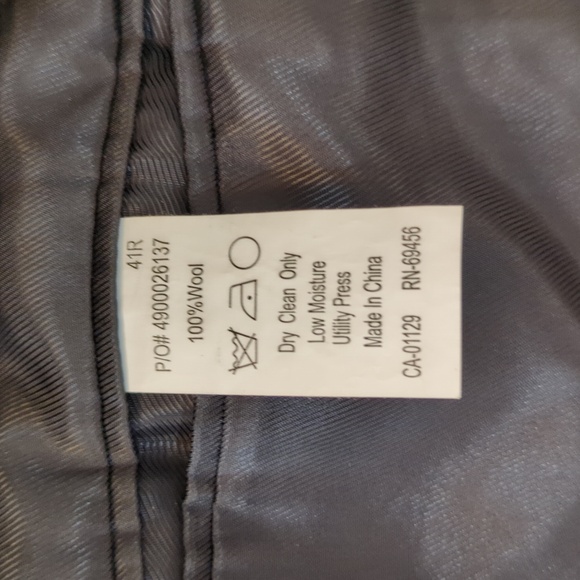 41R
P/O# 4900026137
100%Wool
Dry Clean Only
Low Moisture
Utility Press
Made In China
CA-01129 RN-69456